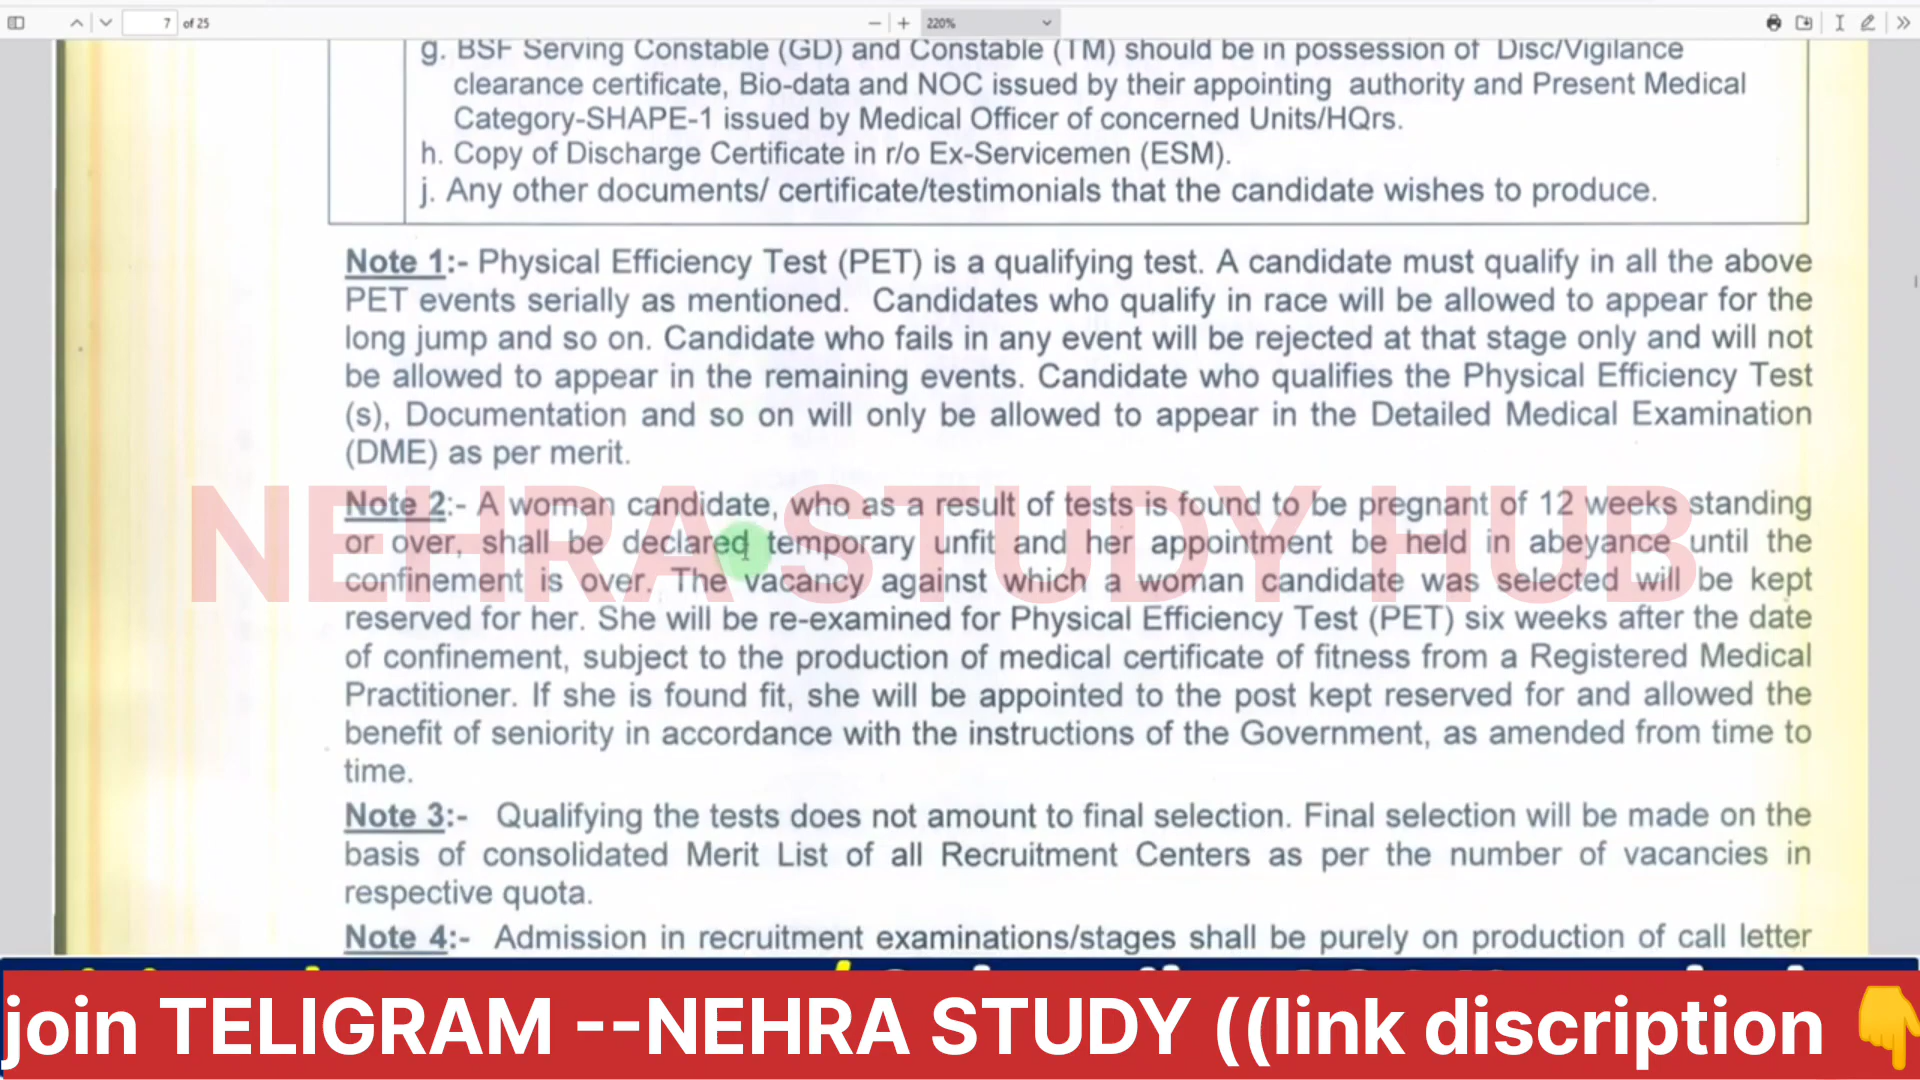 7 of 25
220%
g. BSF Serving Constable (GD) and Constable (TM) should be in possession of Disc/Vigilance
clearance certificate, Bio-data and NOC issued by their appointing authority and Present Medical
Category-SHAPE-1 issued by Medical Officer of concerned Units/HQrs.
h. Copy of Discharge Certificate in r/o Ex-Servicemen (ESM).
j. Any other documents/ certificate/testimonials that the candidate wishes to produce.
Note 1:- Physical Efficiency Test (PET) is a qualifying test. A candidate must qualify in all the above
PET events serially as mentioned. Candidates who qualify in race will be allowed to appear for the
long jump and so on. Candidate who fails in any event will be rejected at that stage only and will not
be allowed to appear in the remaining events. Candidate who qualifies the Physical Efficiency Test
(s), Documentation and so on will only be allowed to appear in the Detailed Medical Examination
(DME) as per merit.
NEHRA STUDY HUB
Note 2:- A woman candidate, who as a result of tests is found to be pregnant of 12 weeks standing
or over, shall be declared temporary unfit and her appointment be held in abeyance until the
confinement is over. The vacancy against which a woman candidate was selected will be kept
reserved for her. She will be re-examined for Physical Efficiency Test (PET) six weeks after the date
of confinement, subject to the production of medical certificate of fitness from a Registered Medical
Practitioner. If she is found fit, she will be appointed to the post kept reserved for and allowed the
benefit of seniority in accordance with the instructions of the Government, as amended from time to
time.
Note 3:- Qualifying the tests does not amount to final selection. Final selection will be made on the
basis of consolidated Merit List of all Recruitment Centers as per the number of vacancies in
respective quota.
Note 4:- Admission in recruitment examinations/stages shall be purely on production of call letter
join TELIGRAM --NEHRA STUDY ((link discription 👇